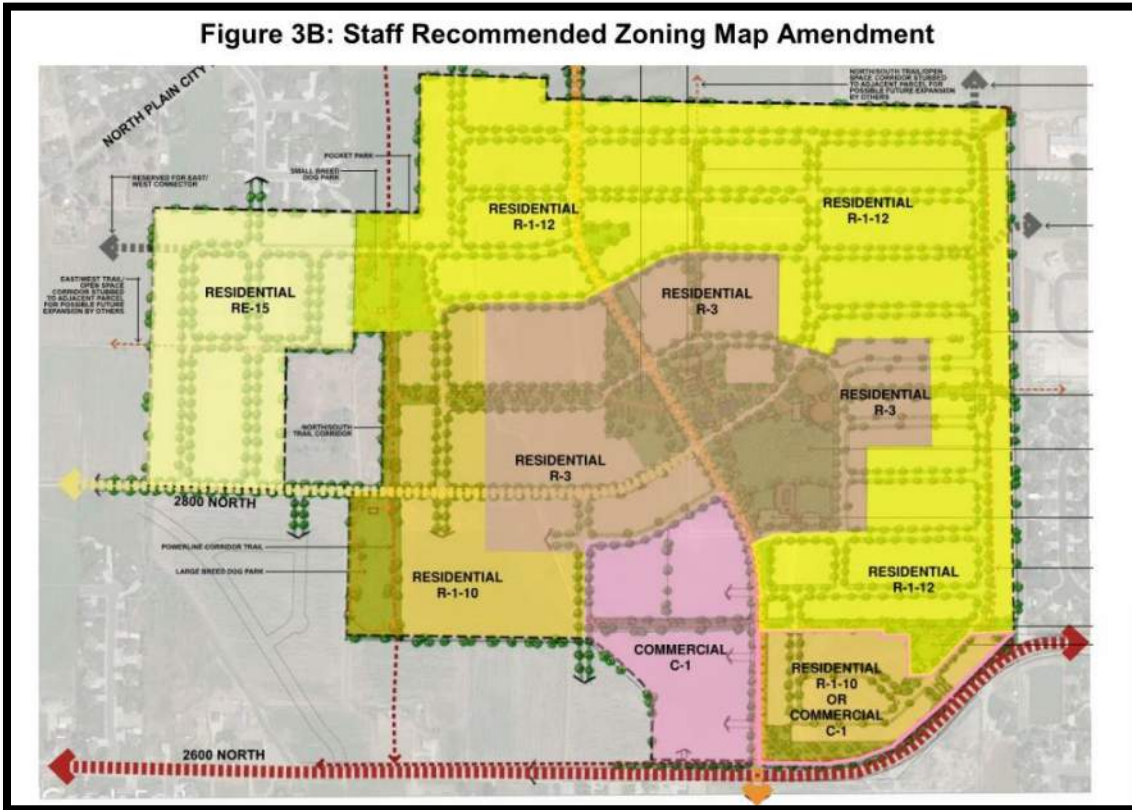 Figure 3B: Staff Recommended Zoning Map Amendment
NORTH PLAIN CITY
NORTH/SOUTH TRAIL/OPEN
SPACE CORRIDOR STUBBED
TO ADJACENT PARCEL FOR
POSSIBLE FUTURE EXPANSION
BY OTHERS
POCKET PARK
SMALL BREED
DOG PARK
RESERVED FOR EAST/
WEST CONNECTOR
RESIDENTIAL
R-1-12
RESIDENTIAL
R-1-12
EAST/WEST TRAIL/
OPEN SPACE
CORRIDOR STUBBED
TO ADJACENT PARCEL
FOR POSSIBLE FUTURE
EXPANSION BY OTHERS
RESIDENTIAL
RE-15
RESIDENTIAL
R-3
RESIDENTIAL
R-3
NORTH/SOUTH
TRAIL CORRIDOR
RESIDENTIAL
R-3
2800 NORTH
POWERLINE CORRIDOR TRAIL
LARGE BREED DOG PARK
RESIDENTIAL
R-1-10
RESIDENTIAL
R-1-12
COMMERCIAL
C-1
RESIDENTIAL
R-1-10
OR
COMMERCIAL
C-1
2600 NORTH